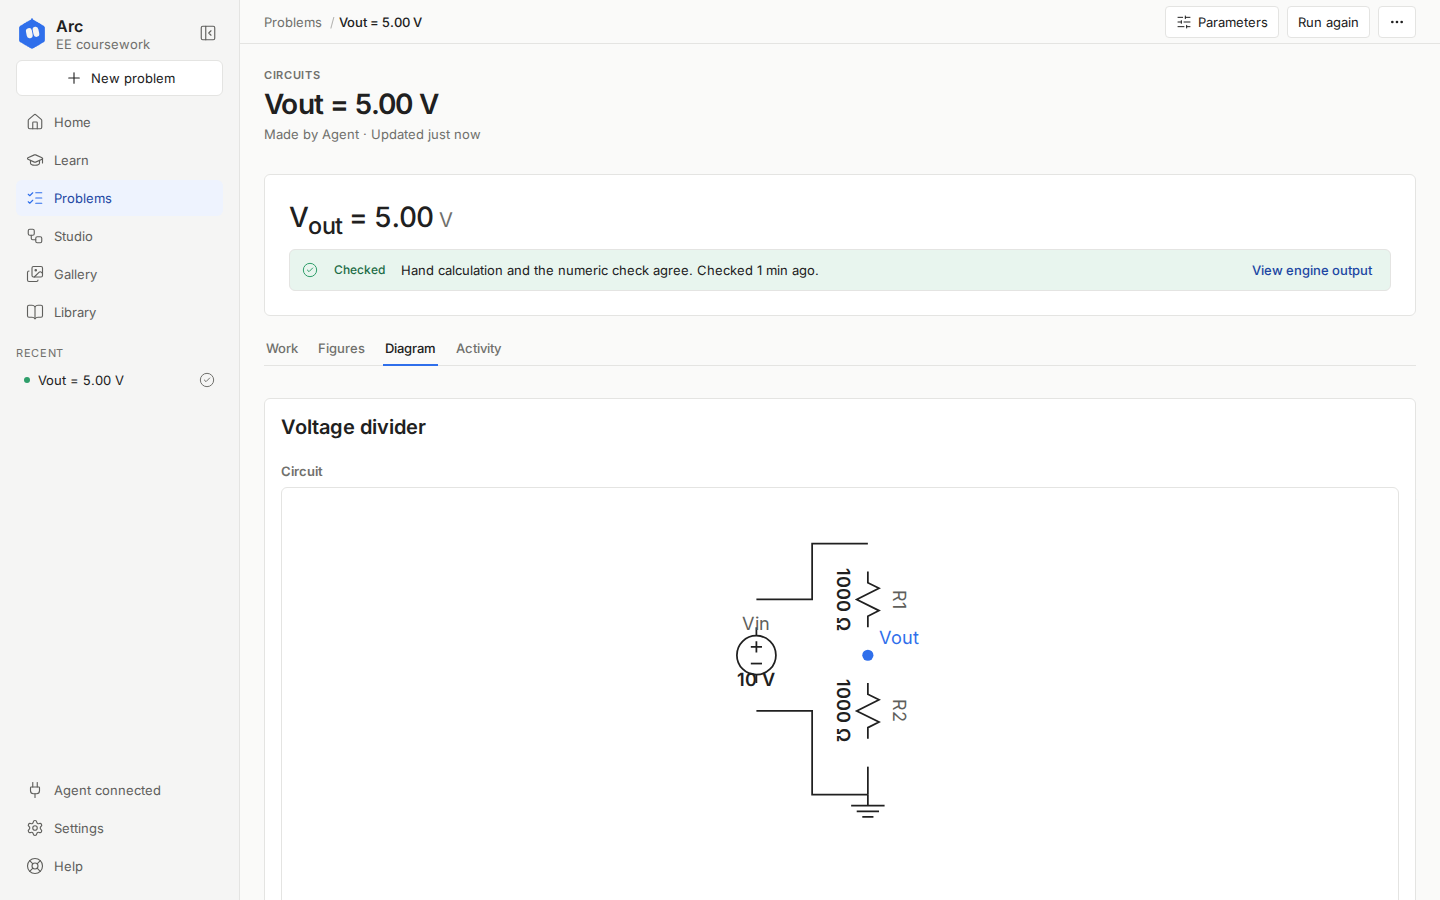 Arc
EE coursework
New problem
Home
Learn
Problems
Studio
Gallery
Library
RECENT
Vout = 5.00 V
Agent connected
Settings
Help
Problems / Vout = 5.00 V
Parameters
Run again
CIRCUITS
Vout = 5.00 V
Made by Agent · Updated just now
Vout = 5.00 V
Checked Hand calculation and the numeric check agree. Checked 1 min ago. View engine output
Work Figures Diagram Activity
Voltage divider
Circuit
1000 Ω
R1
Vin
Vout
10 V
1000 Ω
R2